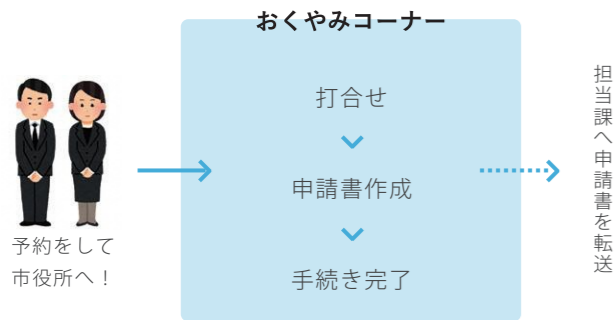 おくやみコーナー
予約をして
市役所へ！
打合せ
申請書作成
手続き完了
担当課へ申請書を転送